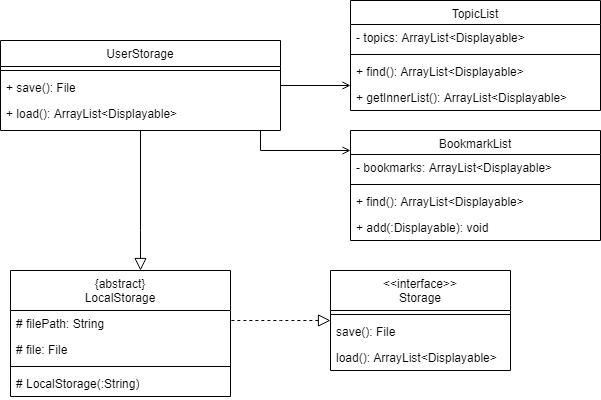 UserStorage
+ save(): File
+ load(): ArrayList<Displayable>
TopicList
- topics: ArrayList<Displayable>
+ find(): ArrayList<Displayable>
+ getInnerList(): ArrayList<Displayable>
BookmarkList
- bookmarks: ArrayList<Displayable>
+ find(): ArrayList<Displayable>
+ add(:Displayable): void
{abstract}
LocalStorage
# filePath: String
# file: File
# LocalStorage(:String)
<<interface>>
Storage
save(): File
load(): ArrayList<Displayable>